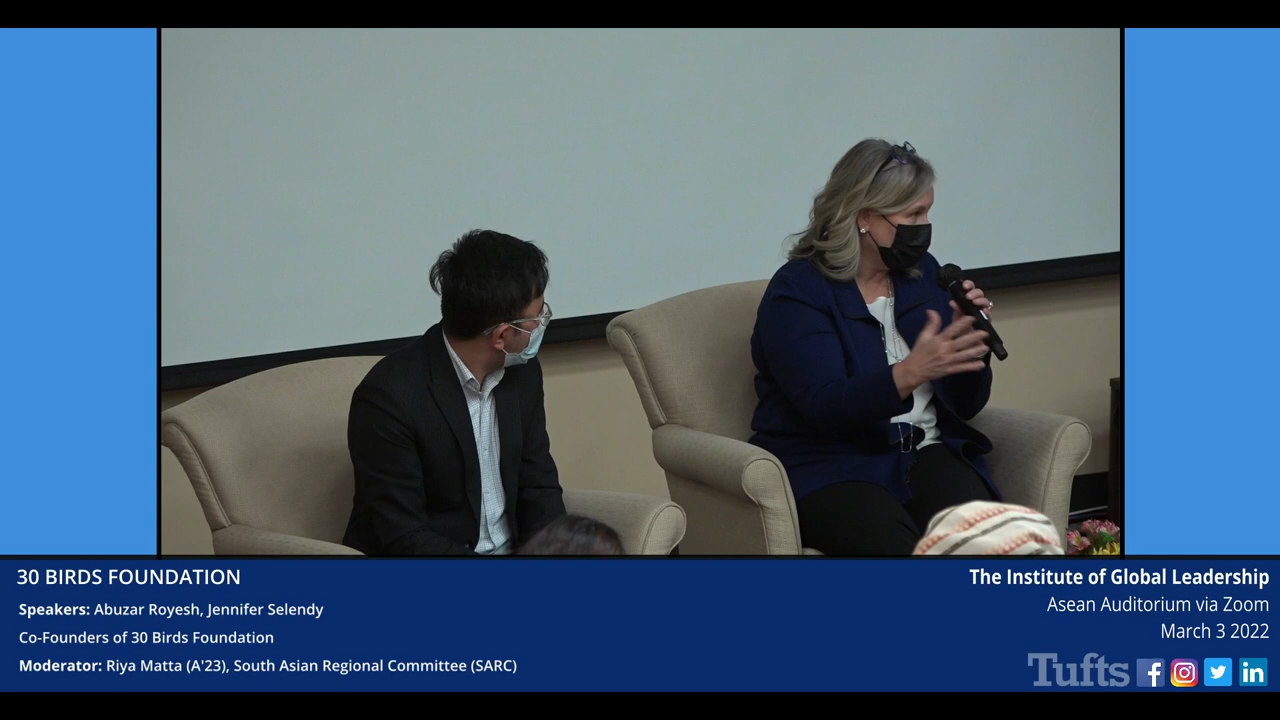 30 BIRDS FOUNDATION
Speakers: Abuzar Royesh, Jennifer Selendy
Co-Founders of 30 Birds Foundation
Moderator: Riya Matta (A'23), South Asian Regional Committee (SARC)
The Institute of Global Leadership
Asean Auditorium via Zoom
March 3 2022
Tufts